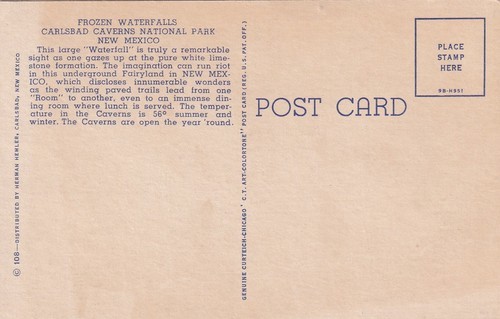 FROZEN WATERFALLS
CARLSBAD CAVERNS NATIONAL PARK
NEW MEXICO
This large "Waterfall" is truly a remarkable
sight as one gazes up at the pure white lime-
stone formation. The imagination can run riot
in this underground Fairyland in NEW MEX-
ICO, which discloses innumerable wonders
as the winding paved trails lead from one
"Room" to another, even to an immense din-
ing room where lunch is served. The temper-
ature in the Caverns is 56° summer and
winter. The Caverns are open the year 'round.
© 108—DISTRIBUTED BY HERMAN HEMLER, CARLSBAD, NEW MEXICO
GENUINE CURTEICH-CHICAGO "C.T. ART-COLORTONE" POST CARD (REG. U.S. PAT. OFF.)
POST CARD
PLACE
STAMP
HERE
9B-H951